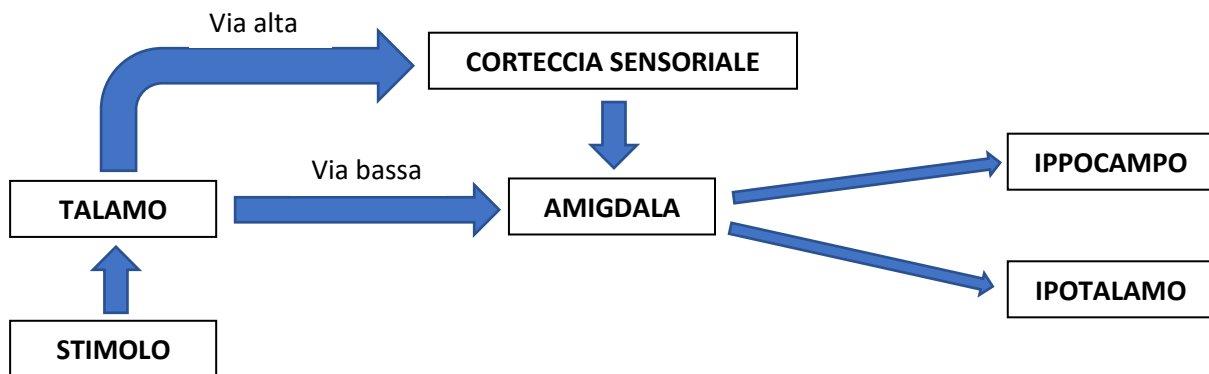 Via alta
CORTECCIA SENSORIALE
Via bassa
IPPOCAMPO
TALAMO
AMIGDALA
IPOTALAMO
STIMOLO